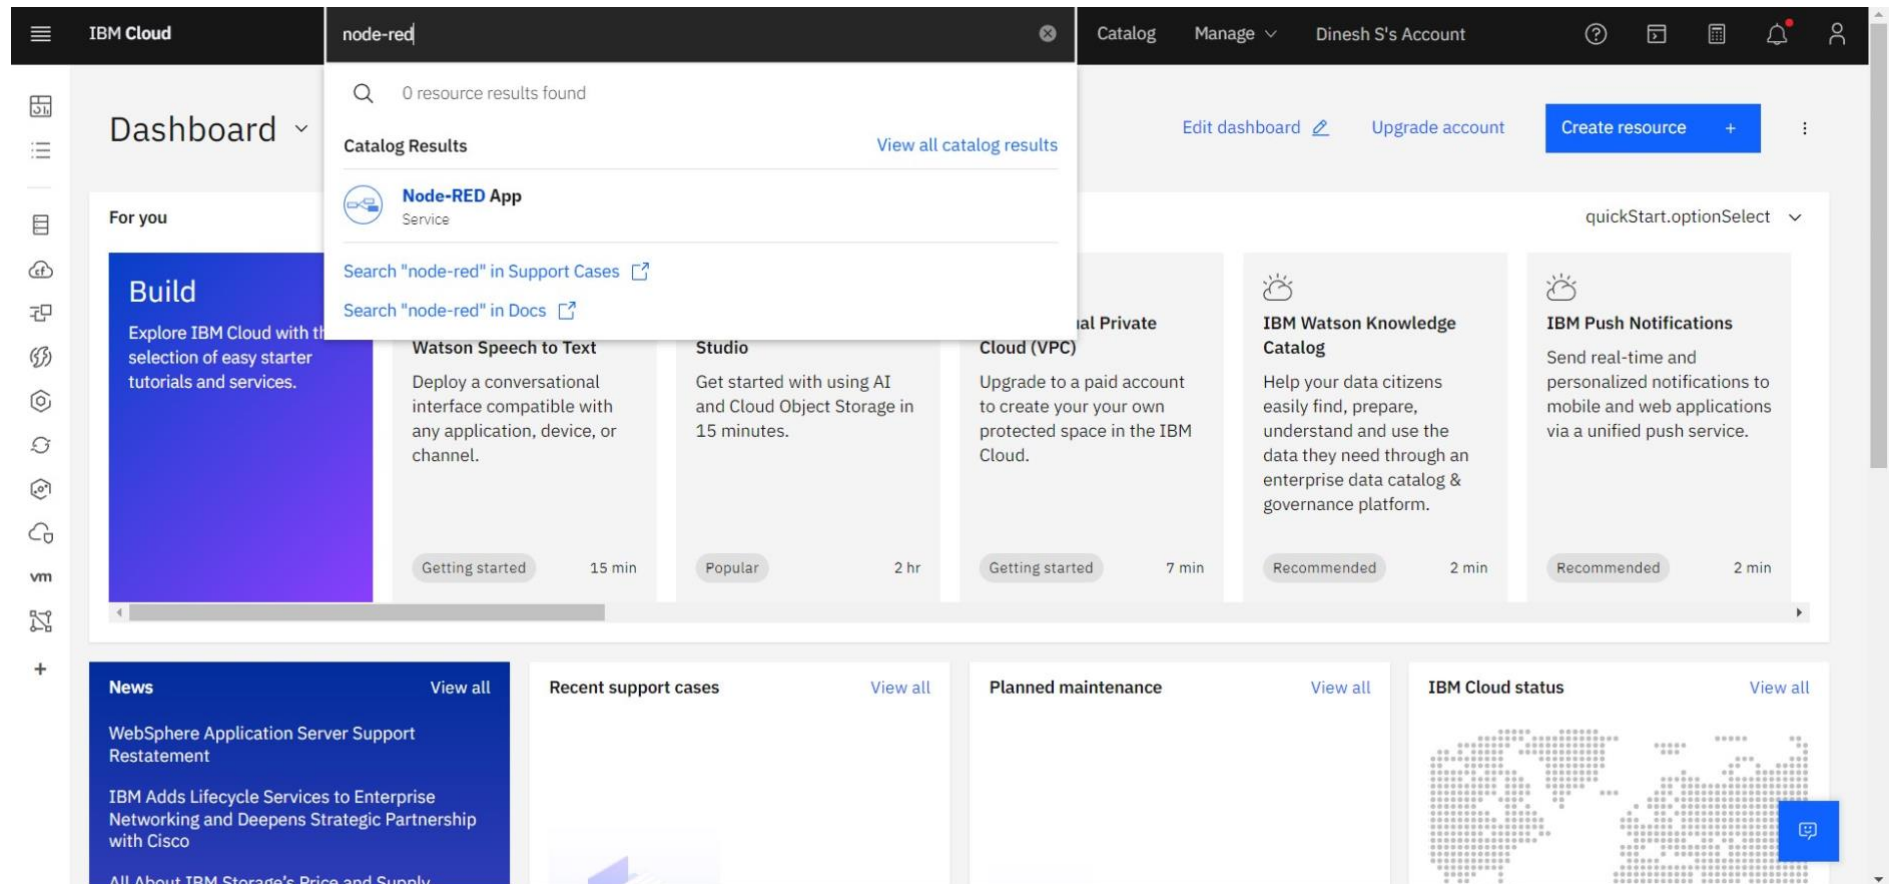 IBM Cloud
node-red
Catalog
Manage
Dinesh S's Account
0 resource results found
Catalog Results
View all catalog results
Node-RED App
Service
Search "node-red" in Support Cases
Search "node-red" in Docs
Dashboard
Edit dashboard
Upgrade account
Create resource +
For you
quickStart.optionSelect
Build
Explore IBM Cloud with
selection of easy starter
tutorials and services.
Watson Speech to Text
Deploy a conversational
interface compatible with
any application, device, or
channel.
Getting started
15 min
Studio
Get started with using AI
and Cloud Object Storage in
15 minutes.
Popular
2 hr
Private
Cloud (VPC)
Upgrade to a paid account
to create your your own
protected space in the IBM
Cloud.
Getting started
7 min
IBM Watson Knowledge
Catalog
Help your data citizens
easily find, prepare,
understand and use the
data they need through an
enterprise data catalog &
governance platform.
Recommended
2 min
IBM Push Notifications
Send real-time and
personalized notifications to
mobile and web applications
via a unified push service.
Recommended
2 min
vm
News
View all
WebSphere Application Server Support
Restatement
IBM Adds Lifecycle Services to Enterprise
Networking and Deepens Strategic Partnership
with Cisco
All About IBM Storage's Price and Supply
Recent support cases
View all
Planned maintenance
View all
IBM Cloud status
View all